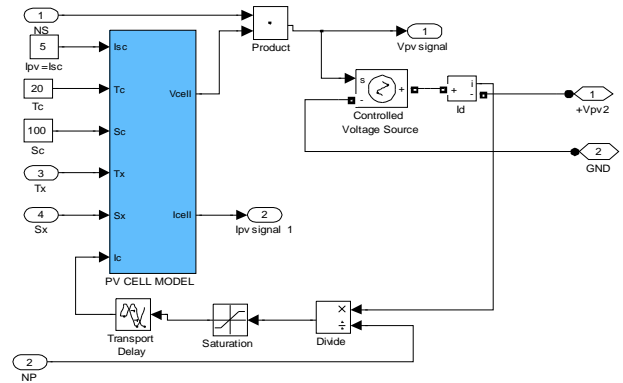 1
NS
5
Ipv =Isc
20
Tc
100
Sc
3
Tx
4
Sx
Isc
Tc
Sc
Tx
Sx
Ic
Vcell
Icell
PV CELL MODEL
Product
1
Vpv signal
s
+
-
Controlled
Voltage Source
+
i
-
Id
1
+Vpv2
2
GND
2
Ipv signal 1
Transport
Delay
Saturation
×
÷
Divide
2
NP